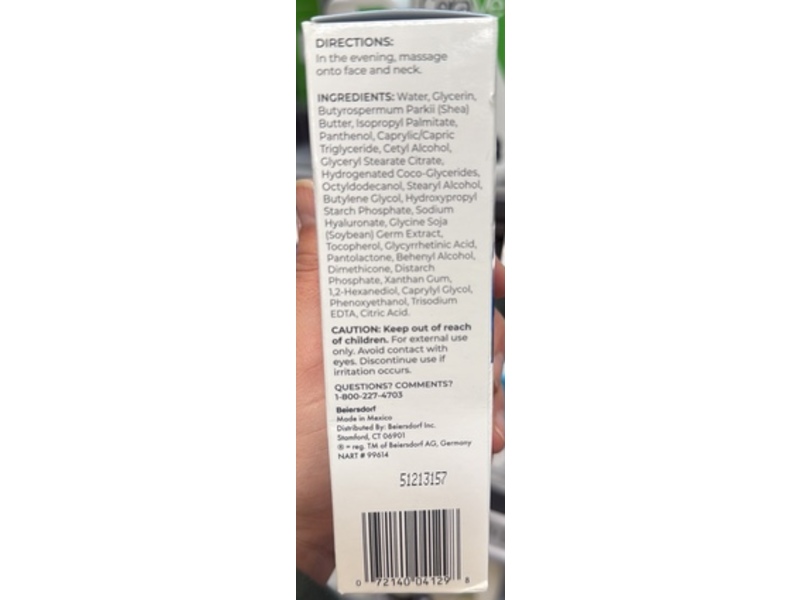 DIRECTIONS:
In the evening, massage
onto face and neck.
INGREDIENTS: Water, Glycerin,
Butyrospermum Parkii (Shea)
Butter, Isopropyl Palmitate,
Panthenol, Caprylic/Capric
Triglyceride, Cetyl Alcohol,
Glyceryl Stearate Citrate,
Hydrogenated Coco-Glycerides,
Octyldodecanol, Stearyl Alcohol,
Butylene Glycol, Hydroxypropyl
Starch Phosphate, Sodium
Hyaluronate, Glycine Soja
(Soybean) Germ Extract,
Tocopherol, Glycyrrhetinic Acid,
Pantolactone, Behenyl Alcohol,
Dimethicone, Distarch
Phosphate, Xanthan Gum,
1,2-Hexanediol, Caprylyl Glycol,
Phenoxyethanol, Trisodium
EDTA, Citric Acid.
CAUTION: Keep out of reach
of children. For external use
only. Avoid contact with
eyes. Discontinue use if
irritation occurs.
QUESTIONS? COMMENTS?
1-800-227-4703
Beiersdorf
Made in Mexico
Distributed By: Beiersdorf Inc.
Stamford, CT 06901
® = reg. TM of Beiersdorf AG, Germany
NART # 99614
51213157
0 72140 04129 8